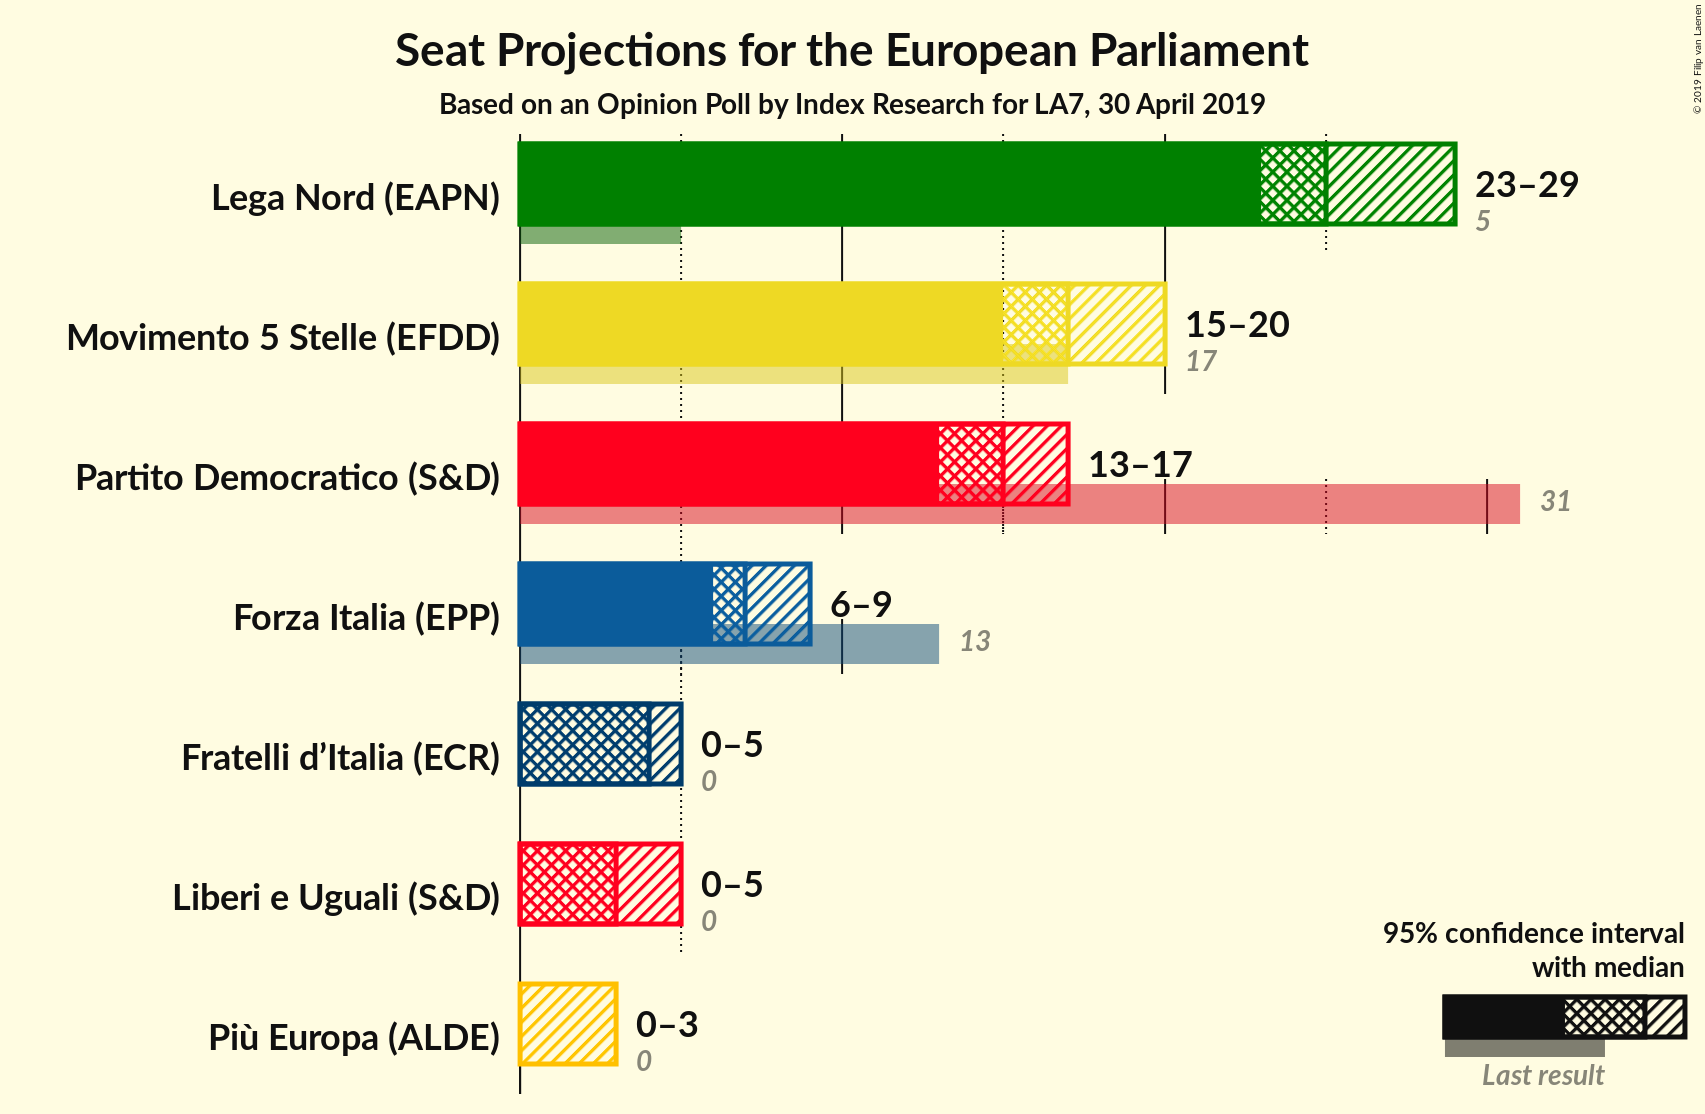 Seat Projections for the European Parliament
Based on an Opinion Poll by Index Research for LA7, 30 April 2019
© 2019 Filip van Laenen
Lega Nord (EAPN)
23–29
5
Movimento 5 Stelle (EFDD)
15–20
17
Partito Democratico (S&D)
13–17
31
Forza Italia (EPP)
6–9
13
Fratelli d’Italia (ECR)
0–5
0
Liberi e Uguali (S&D)
0–5
0
Più Europa (ALDE)
0–3
0
95% confidence interval
with median
Last result